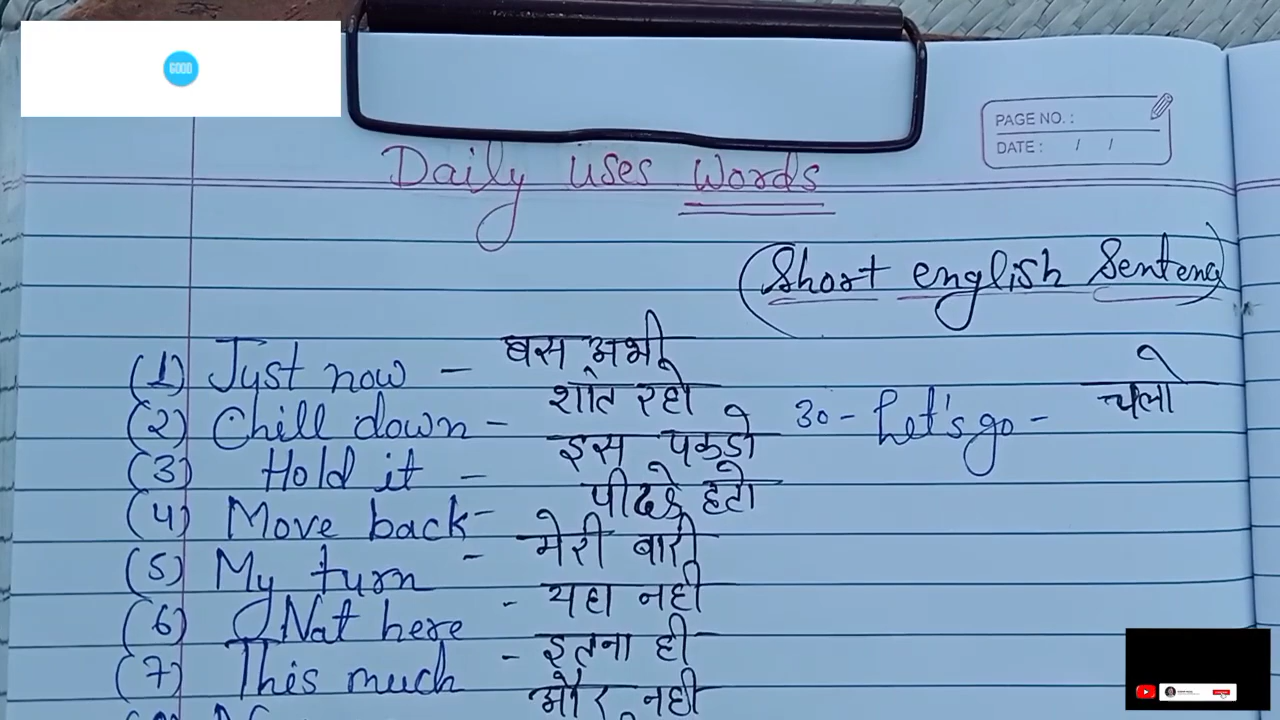 GOOD
PAGE NO. :
DATE : / /
Daily uses Words
(Short english Sentenc)
(1) Just now - बस अभी
(2) Chill down - शांत रहो
30 - Let's go - चलो
(3) Hold it - इस पकडो
(4) Move back - पीछे हटो
(5) My turn - मेरी बारी
(6) Nat here - यहा नही
(7) This much - इतना ही
और नही